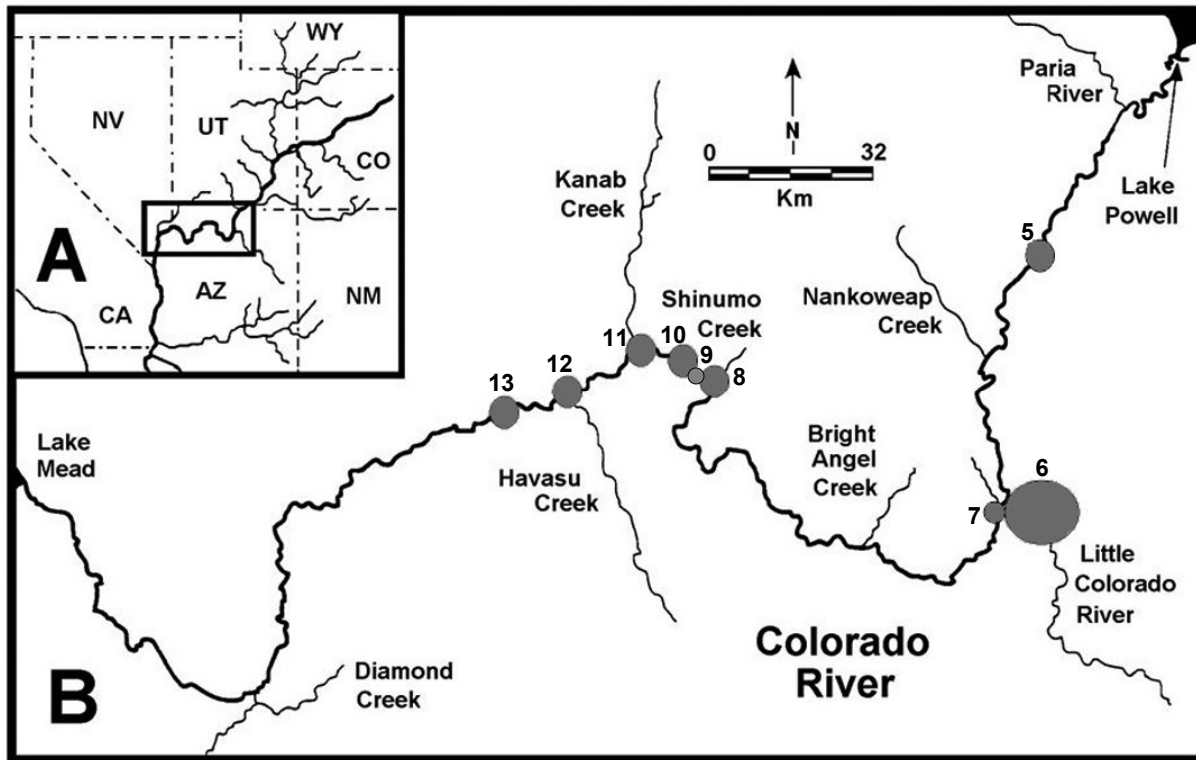 WY
NV
UT
CO
A
AZ
NM
CA
Paria
River
N
0
32
Km
Lake
Powell
Kanab
Creek
5
Nankoweap
Creek
Shinumo
Creek
11
10
9
8
12
13
Lake
Mead
Havasu
Creek
Bright
Angel
Creek
6
7
Little
Colorado
River
Colorado
River
Diamond
Creek
B